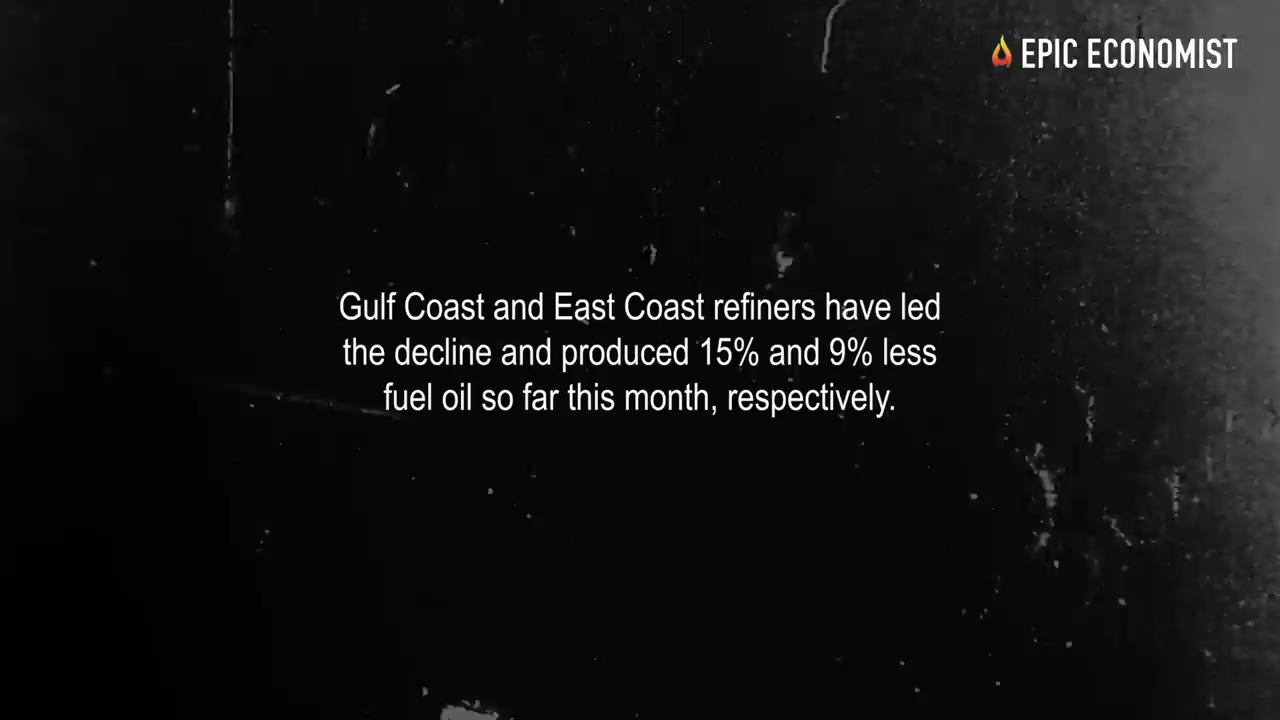 EPIC ECONOMIST
Gulf Coast and East Coast refiners have led
the decline and produced 15% and 9% less
fuel oil so far this month, respectively.